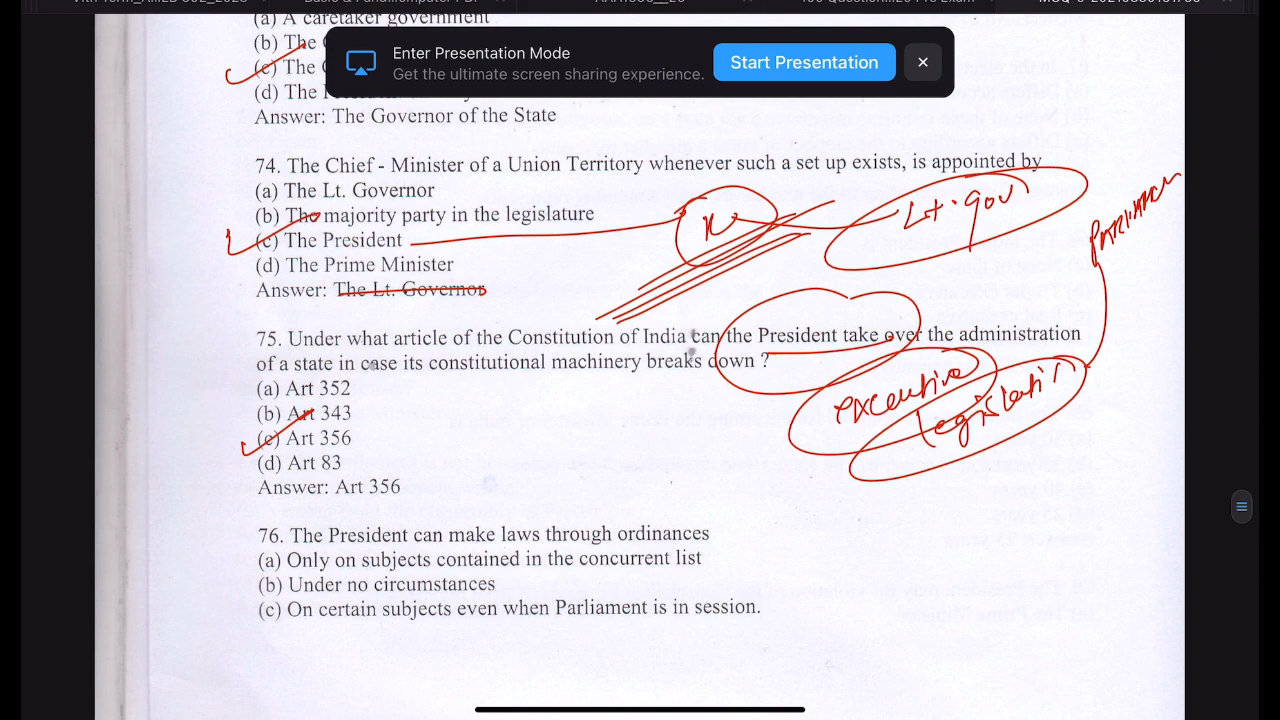 (a) A caretaker government
(b) The
Enter Presentation Mode
Start Presentation
Get the ultimate screen sharing experience.
(c) The
(d) The
Answer: The Governor of the State
74. The Chief - Minister of a Union Territory whenever such a set up exists, is appointed by
(a) The Lt. Governor
(b) The majority party in the legislature
(c) The President
(d) The Prime Minister
Answer: The Lt. Governor
Lt. gov
75. Under what article of the Constitution of India can the President take over the administration
of a state in case its constitutional machinery breaks down ?
(a) Art 352
(b) Art 343
(c) Art 356
(d) Art 83
Answer: Art 356
executive
legislation
76. The President can make laws through ordinances
(a) Only on subjects contained in the concurrent list
(b) Under no circumstances
(c) On certain subjects even when Parliament is in session.